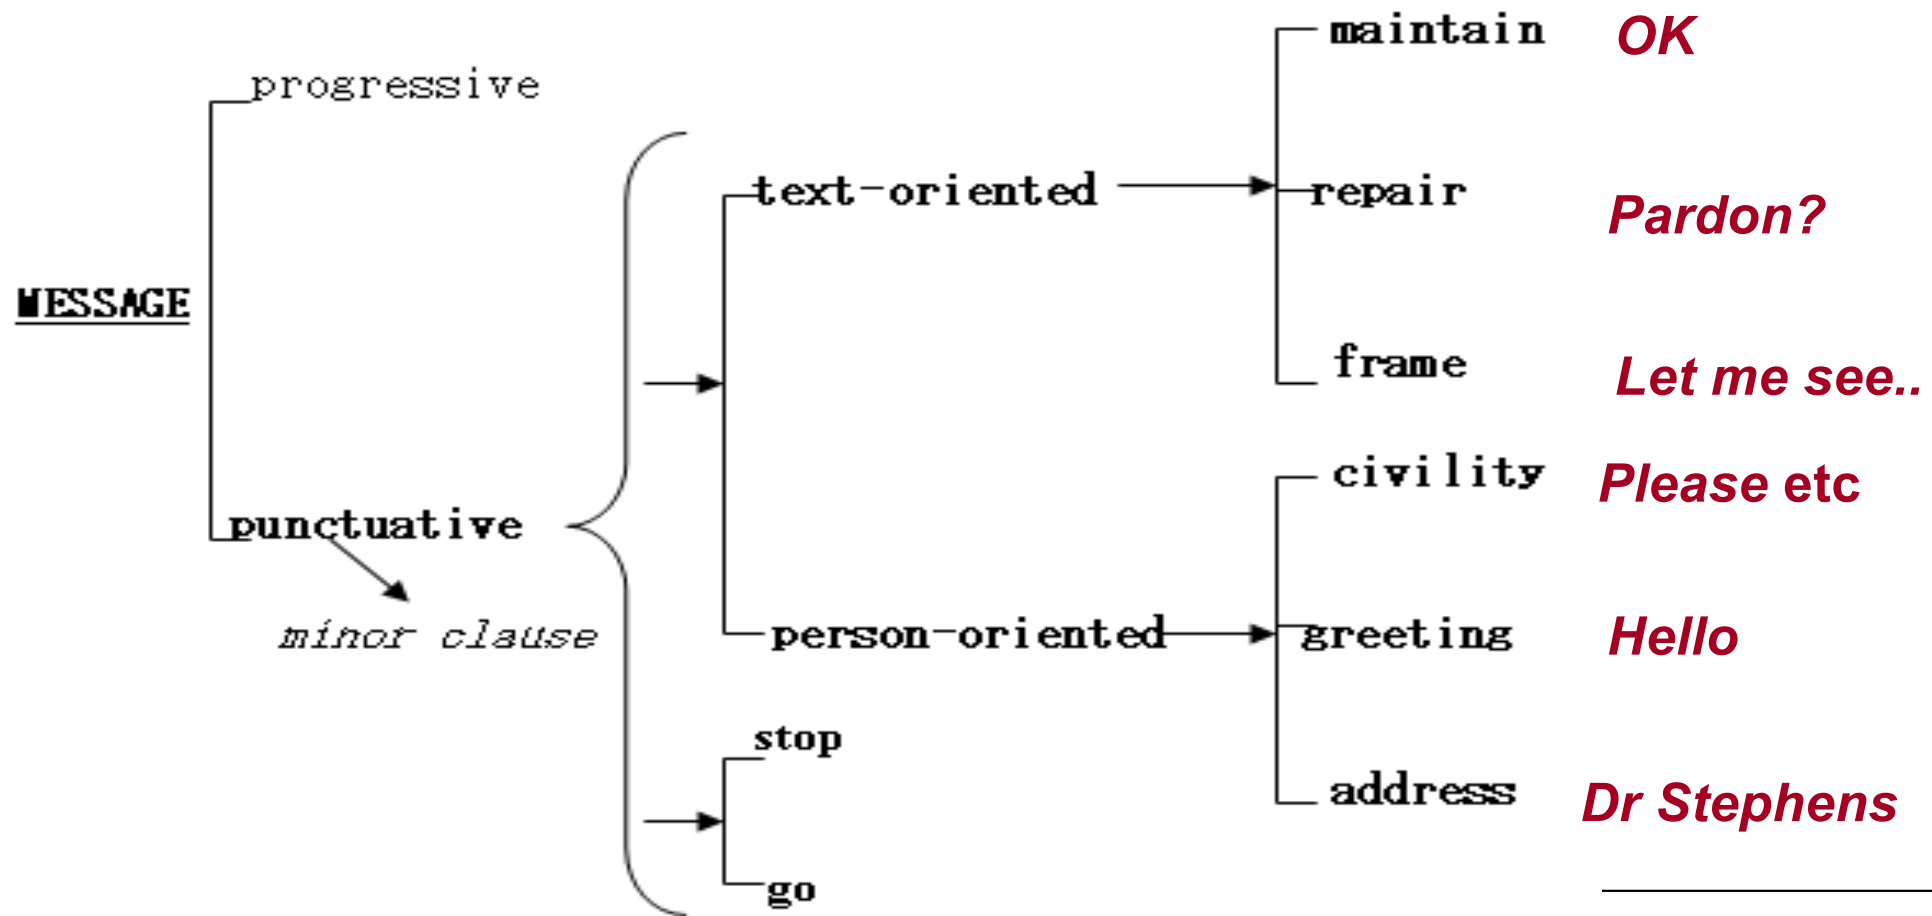 maintain OK
progressive
text-oriented repair Pardon?
MESSAGE
frame Let me see..
civility Please etc
punctuative
minor clause person-oriented greeting Hello
stop
address Dr Stephens
go